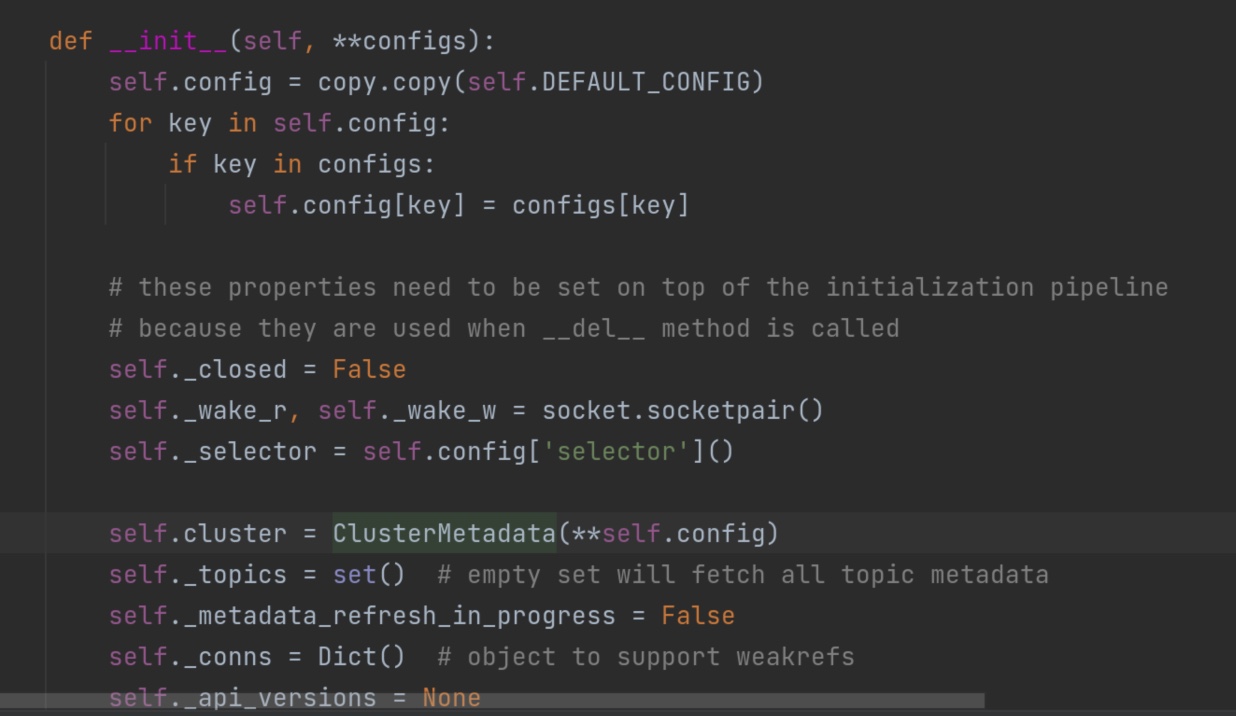 def __init__(self, **configs):
    self.config = copy.copy(self.DEFAULT_CONFIG)
    for key in self.config:
        if key in configs:
            self.config[key] = configs[key]

    # these properties need to be set on top of the initialization pipeline
    # because they are used when __del__ method is called
    self._closed = False
    self._wake_r, self._wake_w = socket.socketpair()
    self._selector = self.config['selector']()

    self.cluster = ClusterMetadata(**self.config)
    self._topics = set()  # empty set will fetch all topic metadata
    self._metadata_refresh_in_progress = False
    self._conns = Dict()  # object to support weakrefs
    self._api_versions = None